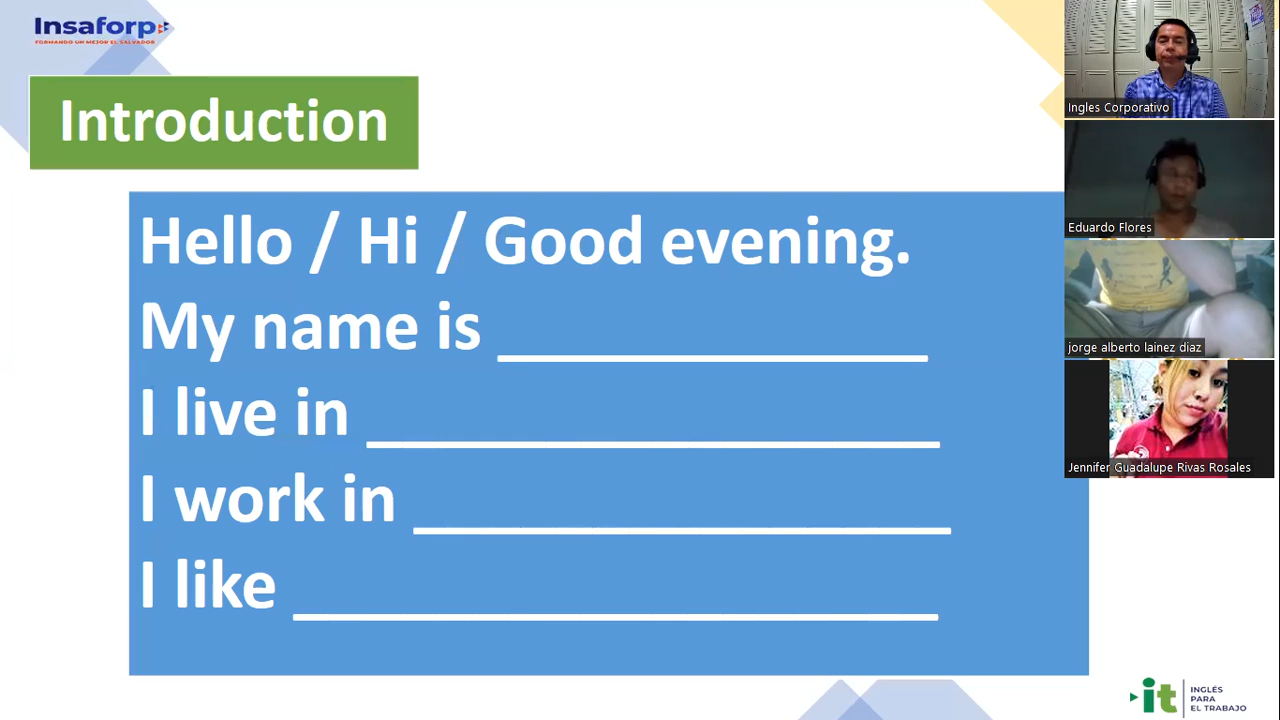 Insaforp
FORMANDO UN MEJOR EL SALVADOR
Introduction
Hello / Hi / Good evening.
My name is _______________
I live in ____________________
I work in ___________________
I like _______________________
Ingles Corporativo
Eduardo Flores
jorge alberto lainez diaz
Jennifer Guadalupe Rivas Rosales
it
INGLÉS
PARA
EL TRABAJO